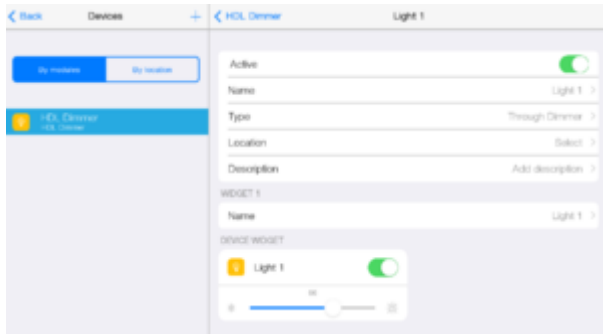 Back
Devices
+
HDL Dimmer
Light 1
By modules
By location
HDL Dimmer
HDL Dimmer
Active
Name
Light 1
Type
Through Dimmer
Location
Select
Description
Add description
WIDGET 1
Name
Light 1
DEVICE WIDGET
Light 1